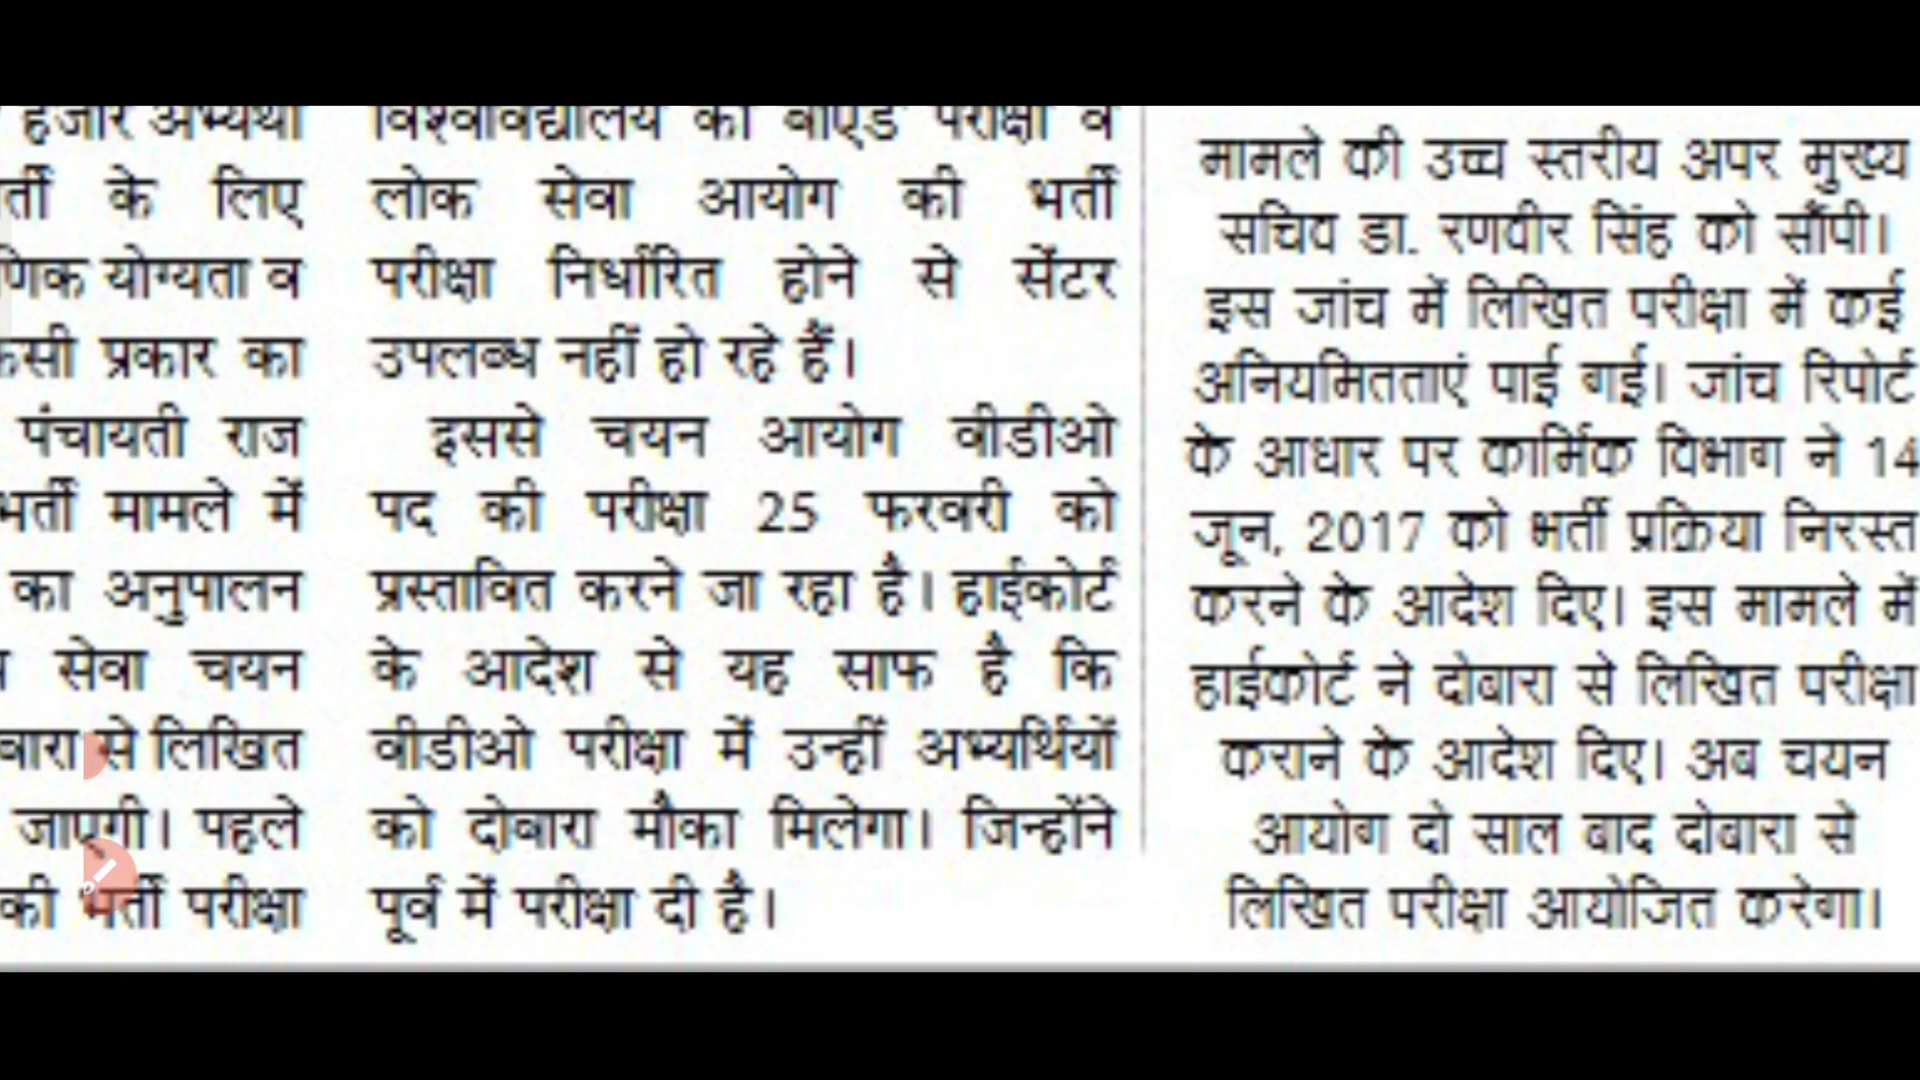 हजार अभ्यर्थी
के लिए
योग्यता व
प्रकार का
पंचायती राज
भर्ती मामले में
का अनुपालन
सेवा चयन
से लिखित
जाएगी। पहले
की भर्ती परीक्षा
विश्वविद्यालय की बीएड परीक्षा व
लोक सेवा आयोग की भर्ती
परीक्षा निर्धारित होने से सेंटर
उपलब्ध नहीं हो रहे हैं।
इससे चयन आयोग वीडीओ
पद की परीक्षा 25 फरवरी को
प्रस्तावित करने जा रहा है। हाईकोर्ट
के आदेश से यह साफ है कि
वीडीओ परीक्षा में उन्हीं अभ्यर्थियों
को दोबारा मौका मिलेगा। जिन्होंने
पूर्व में परीक्षा दी है।
मामले की उच्च स्तरीय अपर मुख्य
सचिव डा. रणवीर सिंह को सौंपी।
इस जांच में लिखित परीक्षा में कई
अनियमितताएं पाई गई। जांच रिपोर्ट
के आधार पर कार्मिक विभाग ने 14
जून, 2017 को भर्ती प्रक्रिया निरस्त
करने के आदेश दिए। इस मामले में
हाईकोर्ट ने दोबारा से लिखित परीक्षा
कराने के आदेश दिए। अब चयन
आयोग दो साल बाद दोबारा से
लिखित परीक्षा आयोजित करेगा।